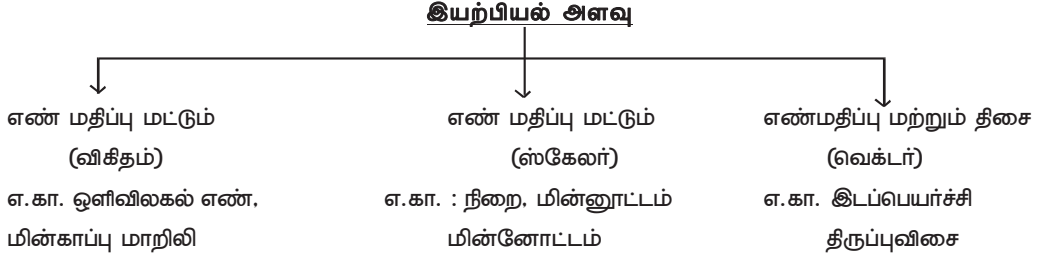 இயற்பியல் அளவு
எண் மதிப்பு மட்டும்
(விகிதம்)
எ.கா. ஒளிவிலகல் எண்,
மின்காப்பு மாறிலி
எண் மதிப்பு மட்டும்
(ஸ்கேலர்)
எ.கா. : நிறை, மின்னூட்டம்
மின்னோட்டம்
எண்மதிப்பு மற்றும் திசை
(வெக்டர்)
எ.கா. இடப்பெயர்ச்சி
திருப்புவிசை